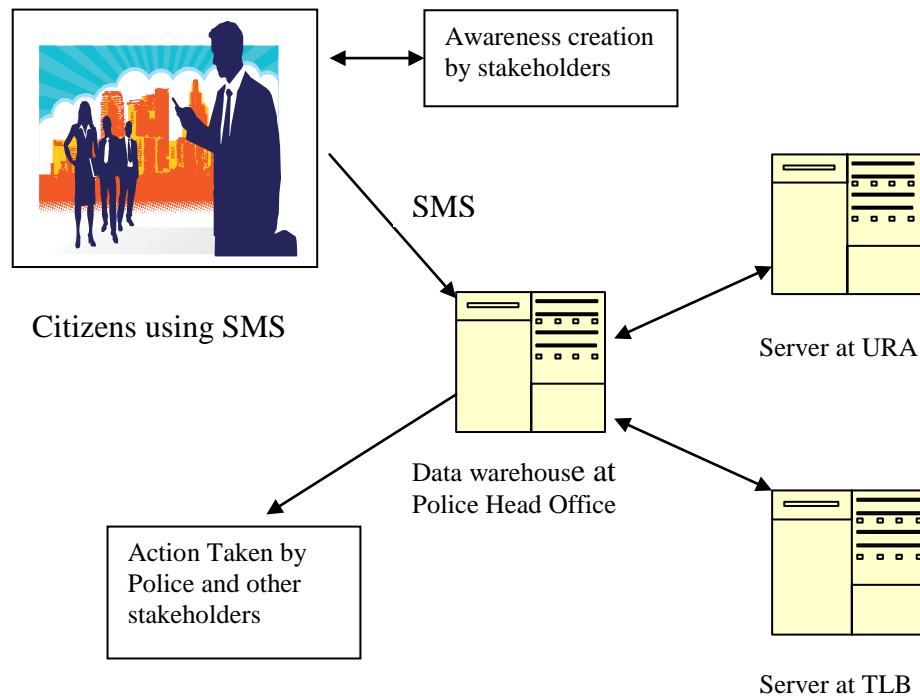 Awareness creation
by stakeholders
SMS
Citizens using SMS
Server at URA
Data warehouse at
Police Head Office
Action Taken by
Police and other
stakeholders
Server at TLB